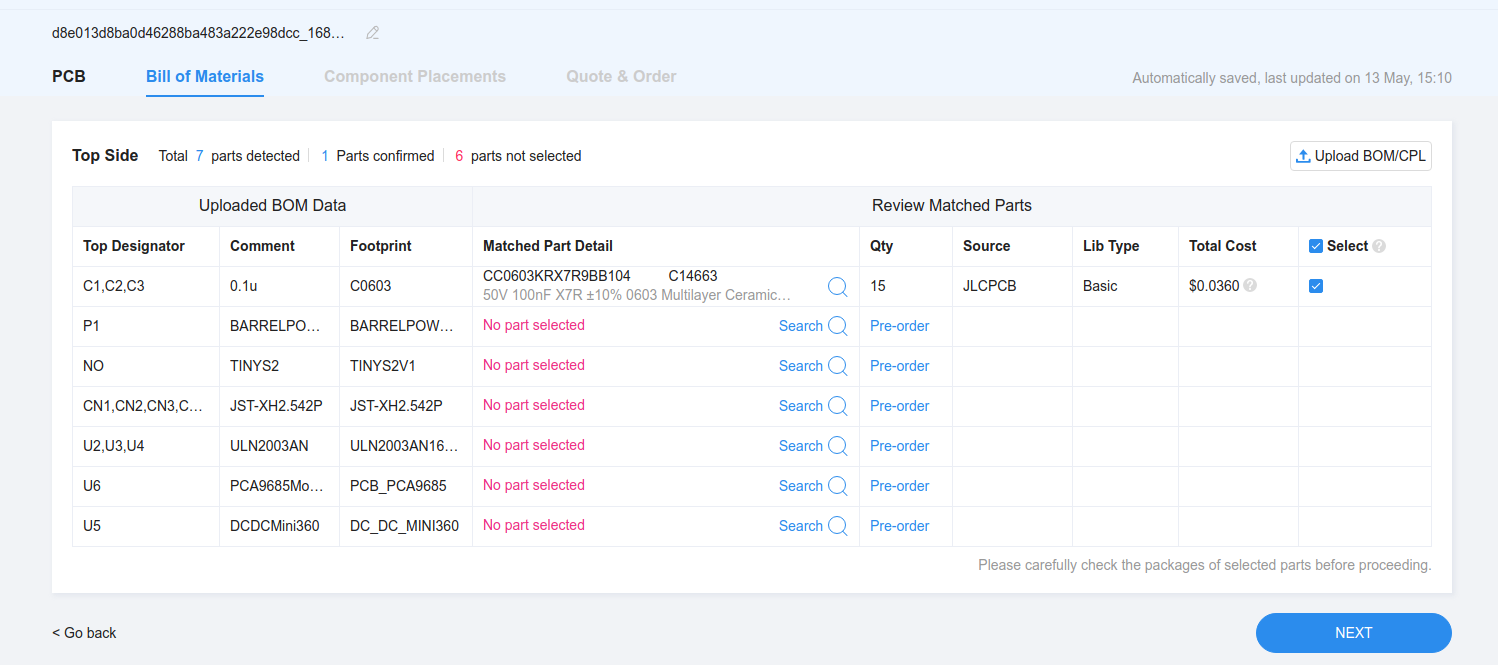 d8e013d8ba0d46288ba483a222e98dcc_168...
PCB Bill of Materials Component Placements Quote & Order Automatically saved, last updated on 13 May, 15:10
Top Side Total 7 parts detected 1 Parts confirmed 6 parts not selected Upload BOM/CPL
Uploaded BOM Data Review Matched Parts
Top Designator Comment Footprint Matched Part Detail Qty Source Lib Type Total Cost Select ?
C1,C2,C3 0.1u C0603 CC0603KRX7R9BB104 C14663 15 JLCPCB Basic $0.0360 ?
50V 100nF X7R ±10% 0603 Multilayer Ceramic...
P1 BARRELPO... BARRELPOW... No part selected Search Pre-order
NO TINYS2 TINYS2V1 No part selected Search Pre-order
CN1,CN2,CN3,C... JST-XH2.542P JST-XH2.542P No part selected Search Pre-order
U2,U3,U4 ULN2003AN ULN2003AN16... No part selected Search Pre-order
U6 PCA9685Mo... PCB_PCA9685 No part selected Search Pre-order
U5 DCDCMini360 DC_DC_MINI360 No part selected Search Pre-order
Please carefully check the packages of selected parts before proceeding.
< Go back NEXT